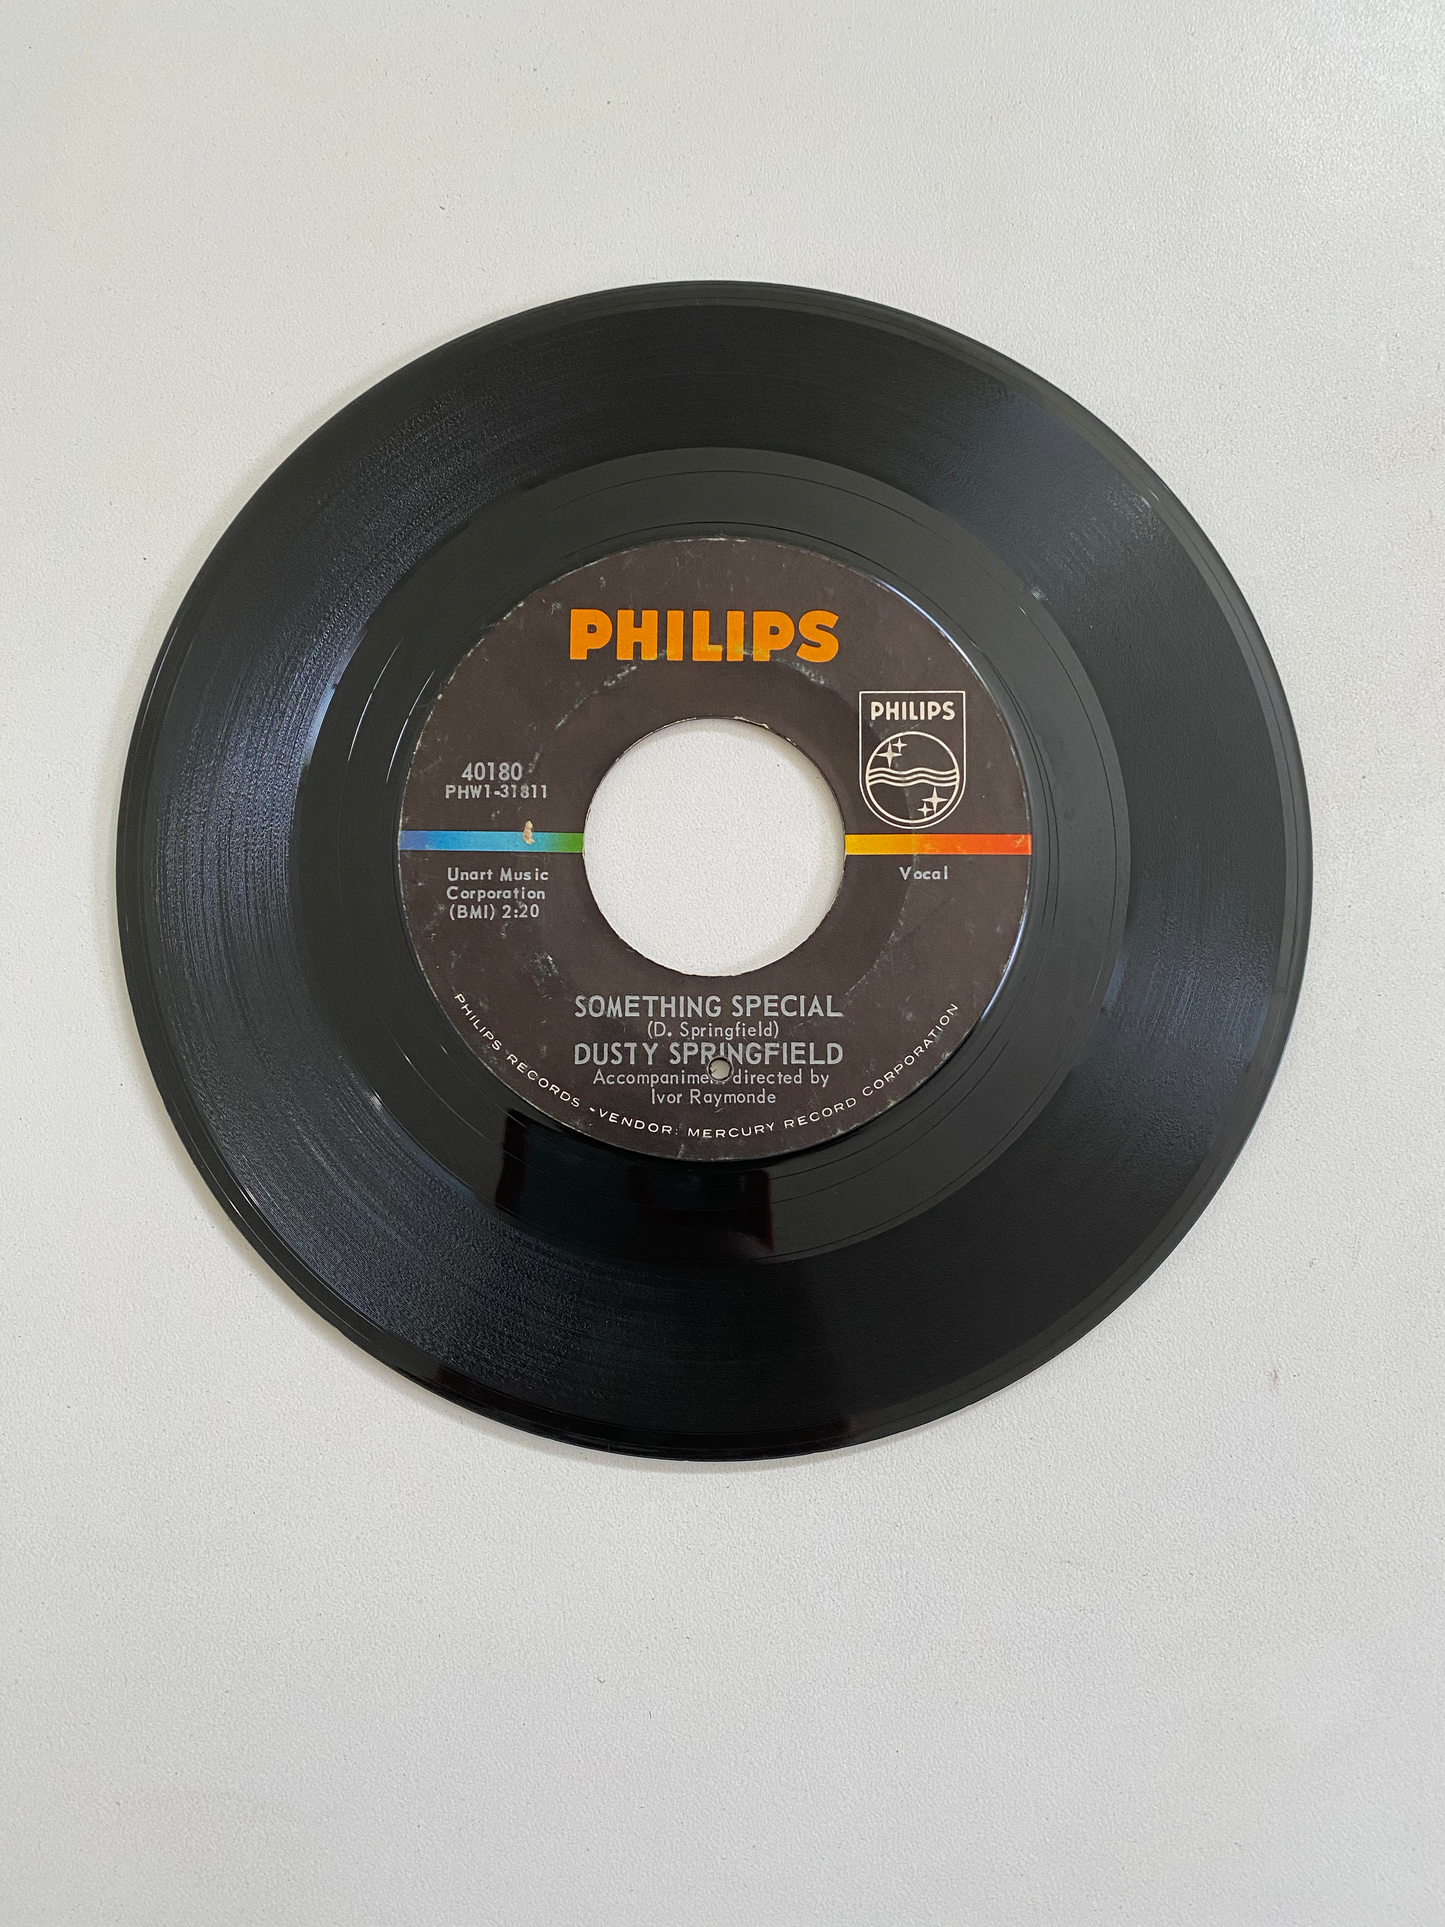 PHILIPS
PHILIPS
40180
PHW1-31811
Unart Music
Corporation
(BMI) 2:20
Vocal
SOMETHING SPECIAL
(D. Springfield)
DUSTY SPRINGFIELD
Accompaniment directed by
Ivor Raymonde
PHILIPS RECORDS • VENDOR: MERCURY RECORD CORPORATION